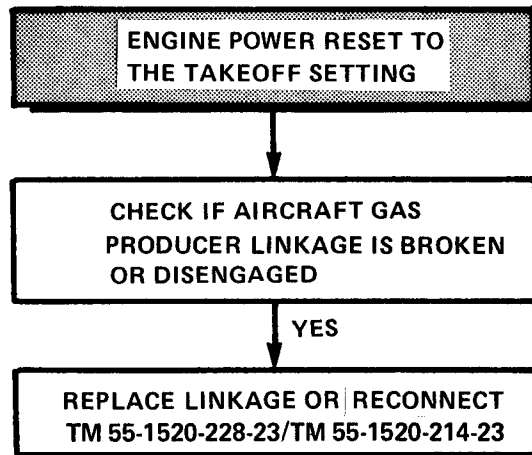 ENGINE POWER RESET TO
THE TAKEOFF SETTING
CHECK IF AIRCRAFT GAS
PRODUCER LINKAGE IS BROKEN
OR DISENGAGED
YES
REPLACE LINKAGE OR RECONNECT
TM 55-1520-228-23/TM 55-1520-214-23